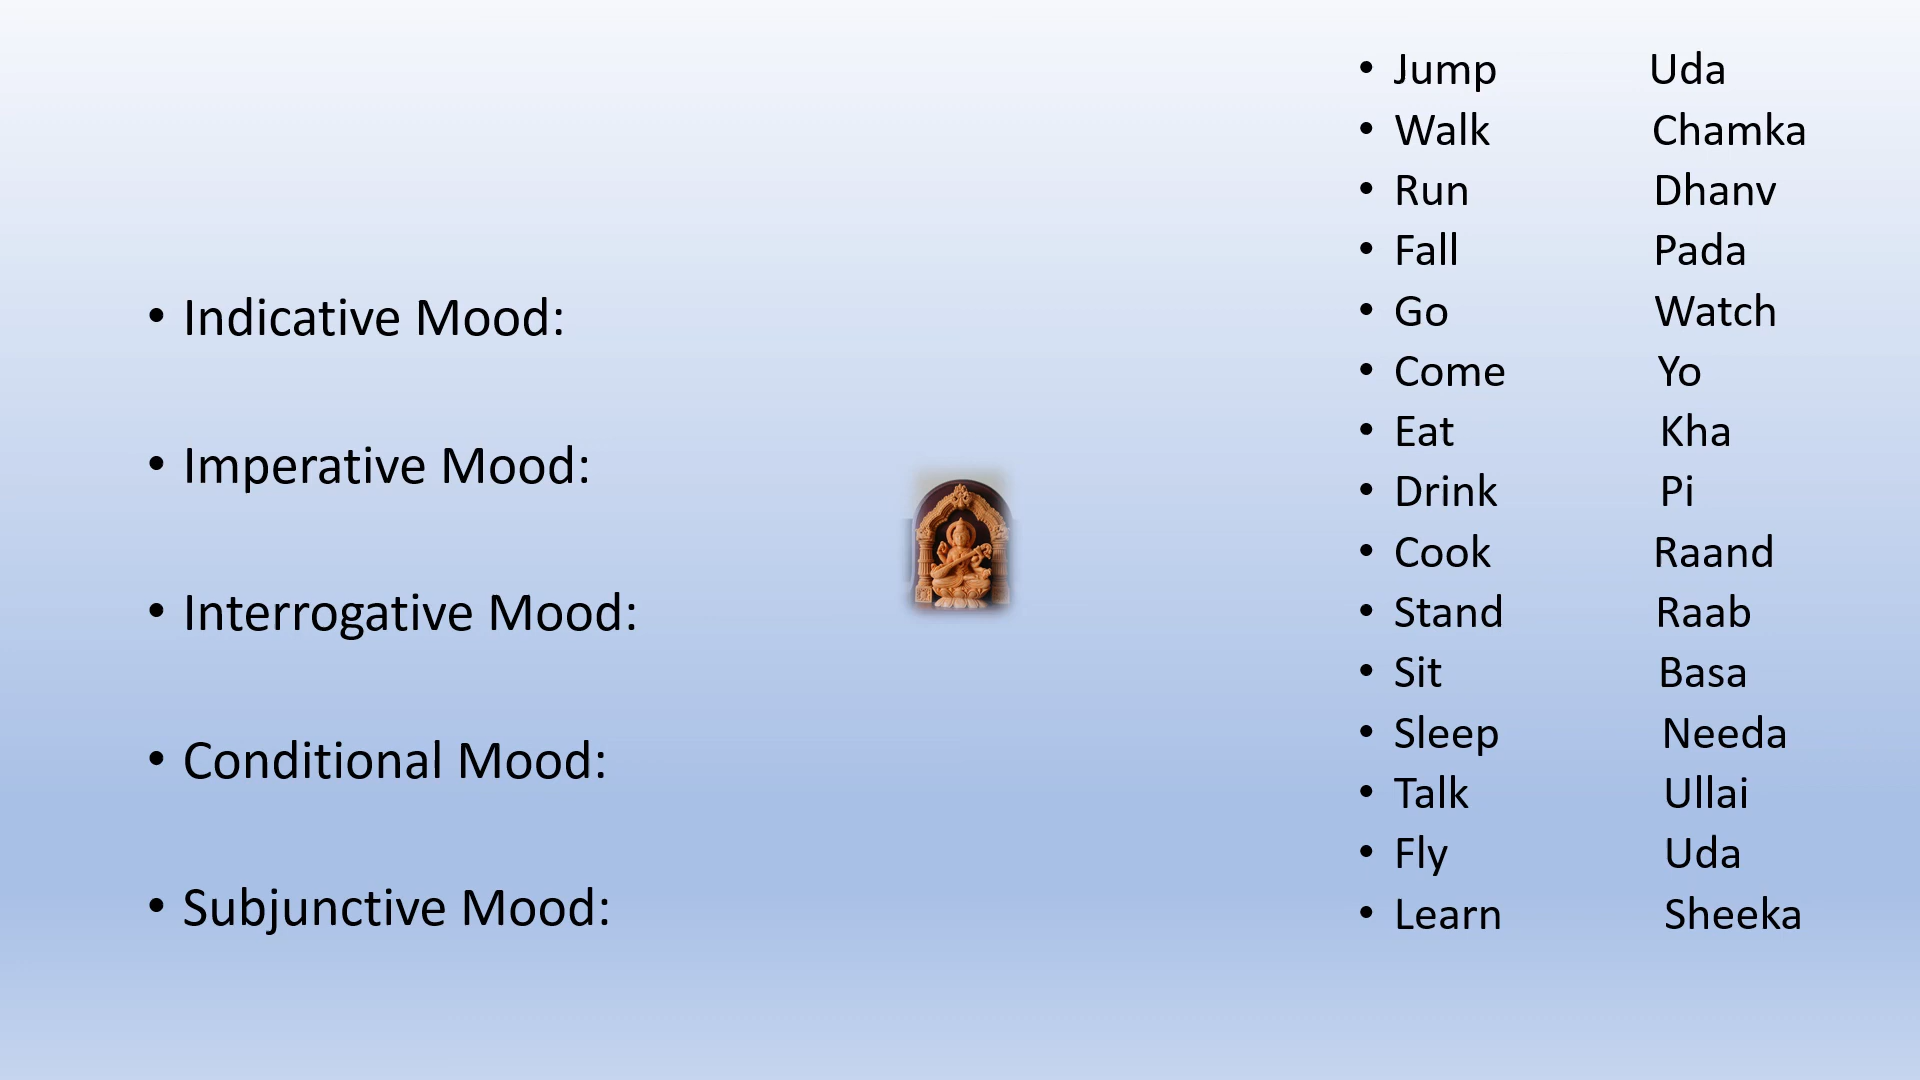 • Indicative Mood:
• Imperative Mood:
• Interrogative Mood:
• Conditional Mood:
• Subjunctive Mood:
• Jump Uda
• Walk Chamka
• Run Dhanv
• Fall Pada
• Go Watch
• Come Yo
• Eat Kha
• Drink Pi
• Cook Raand
• Stand Raab
• Sit Basa
• Sleep Needa
• Talk Ullai
• Fly Uda
• Learn Sheeka